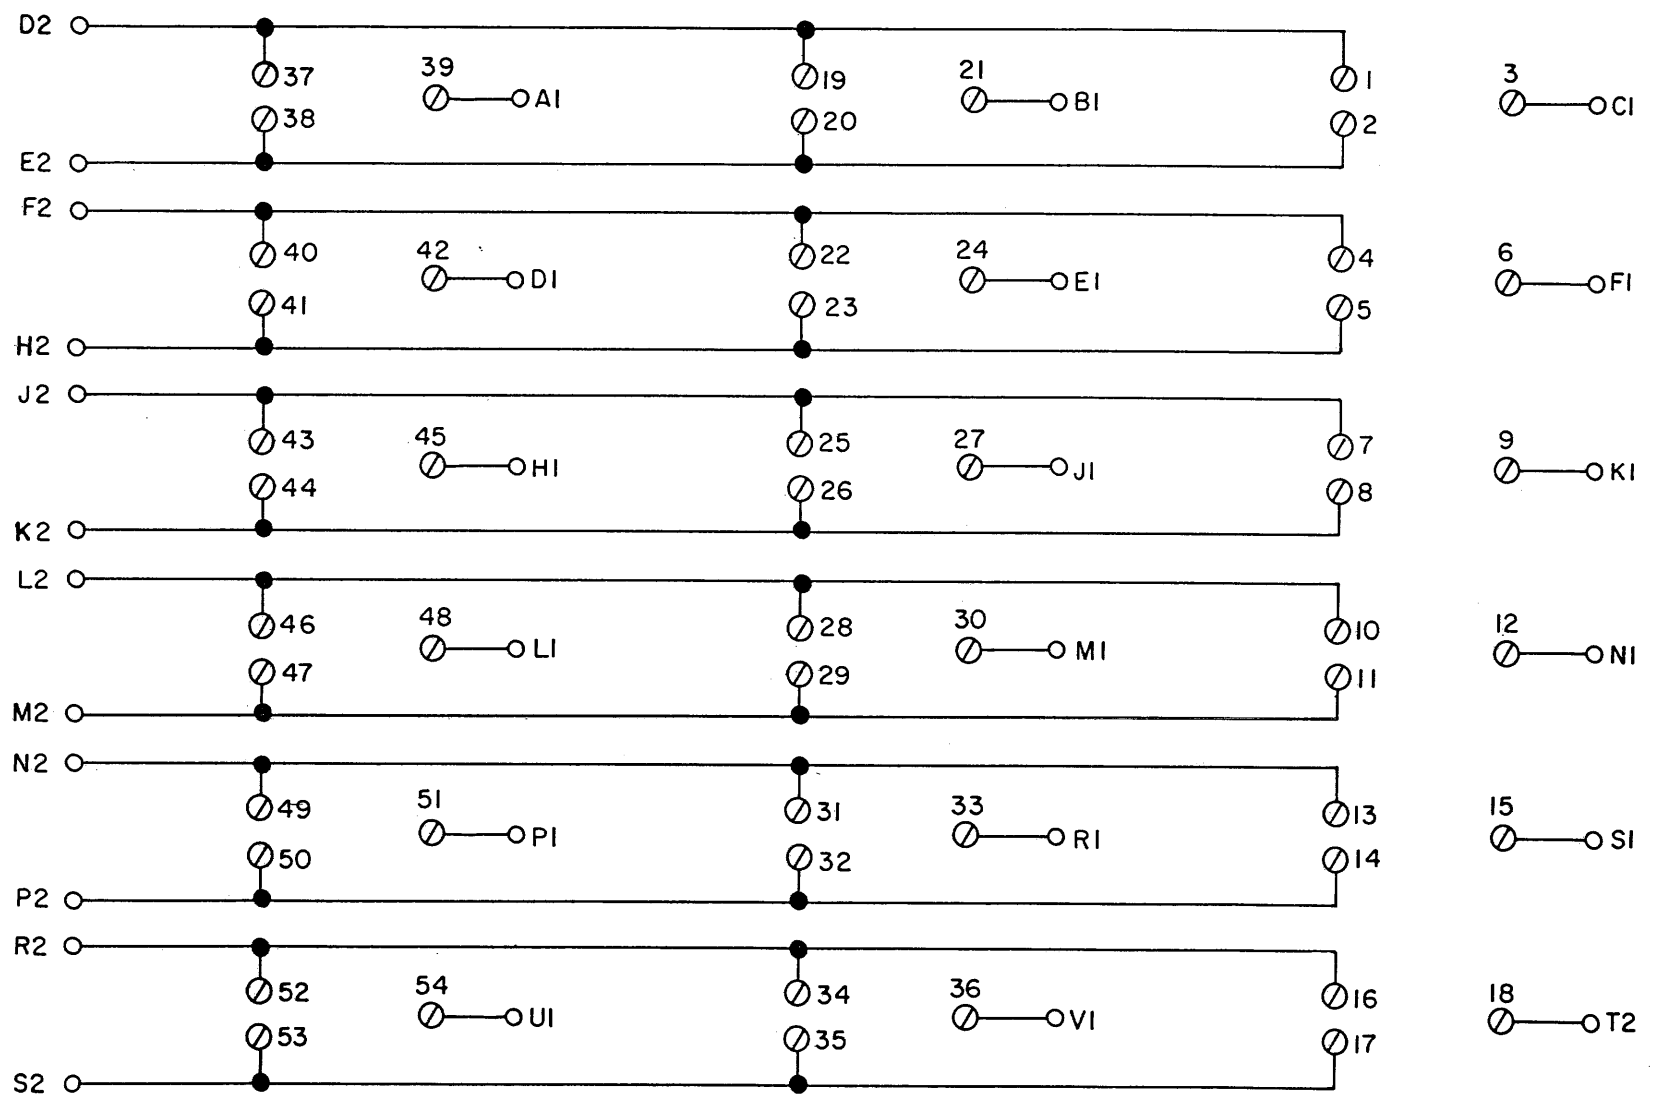 D2
37 39 A1 19 21 B1 1 3 C1
38 20 2
E2
F2
40 42 D1 22 24 E1 4 6 F1
41 23 5
H2
J2
43 45 H1 25 27 J1 7 9 K1
44 26 8
K2
L2
46 48 L1 28 30 M1 10 12 N1
47 29 11
M2
N2
49 51 P1 31 33 R1 13 15 S1
50 32 14
P2
R2
52 54 U1 34 36 V1 16 18 T2
53 35 17
S2